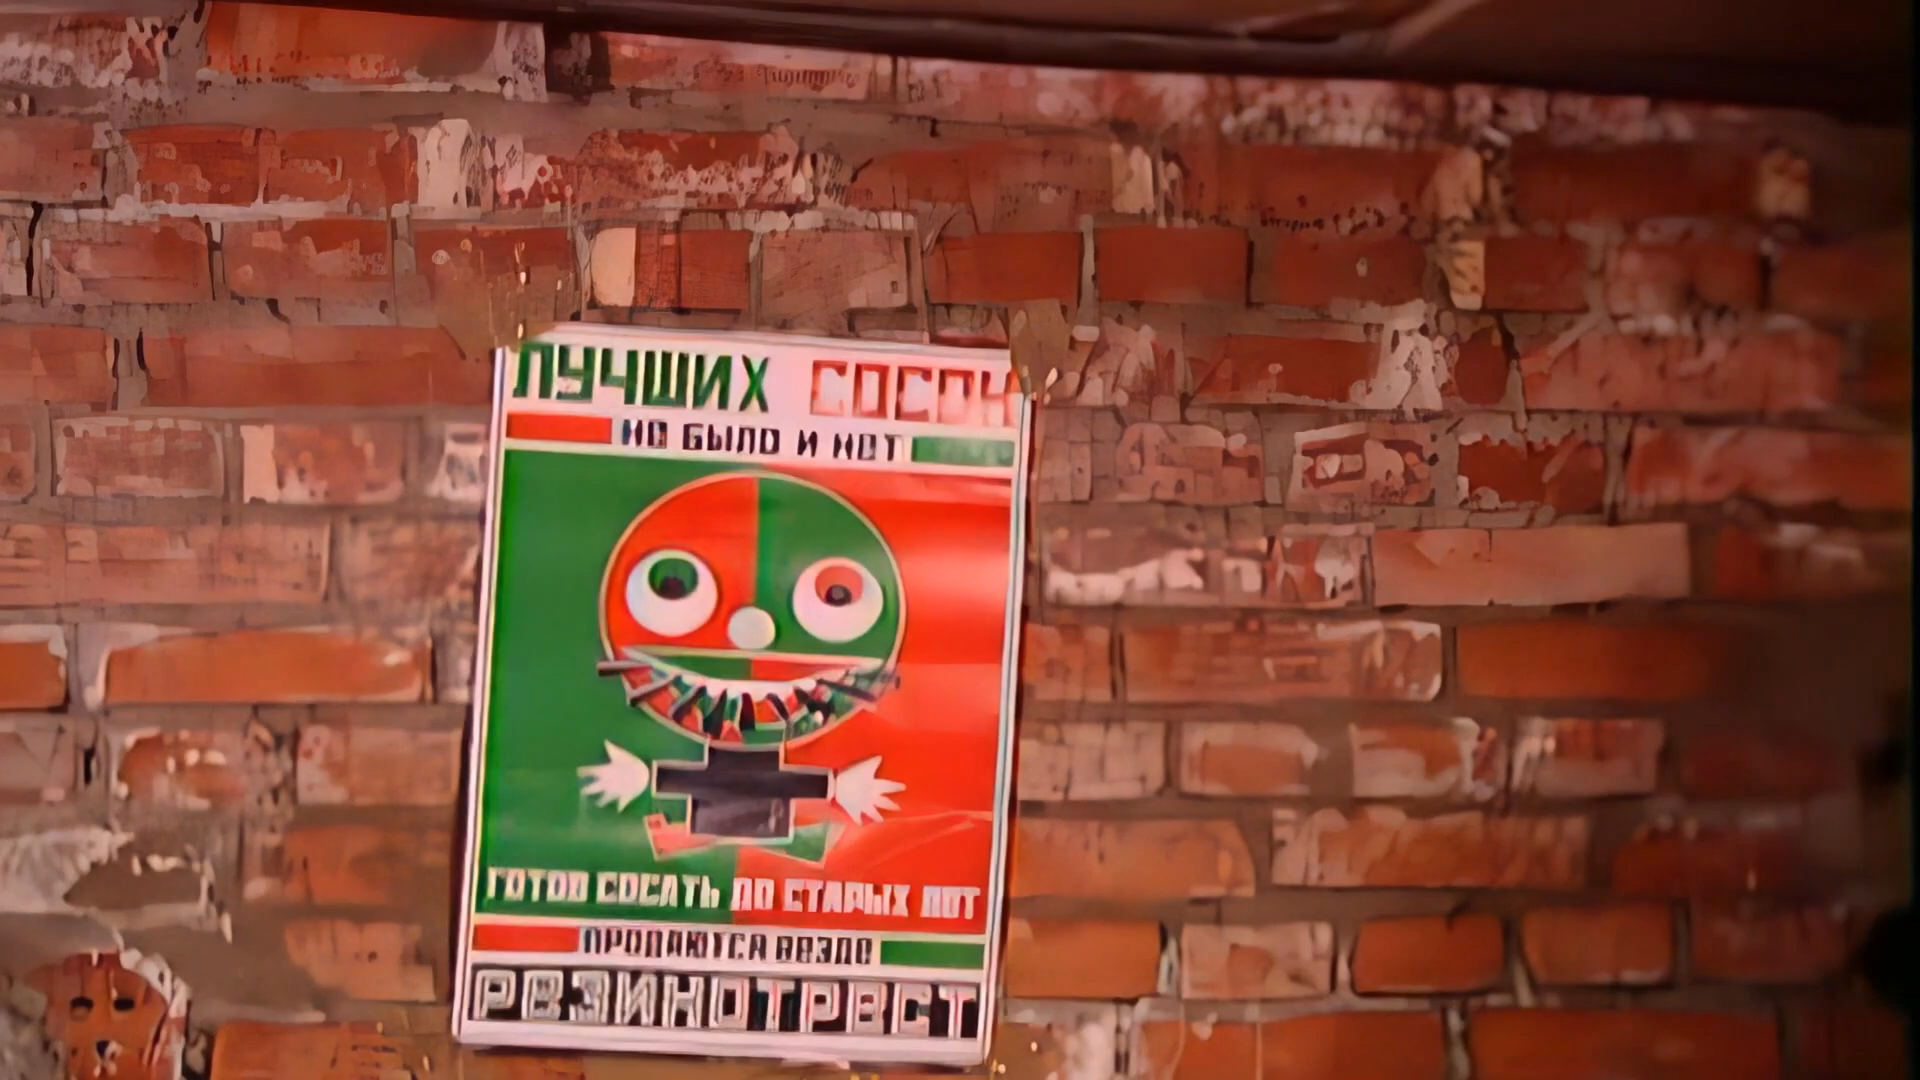 ЛУЧШИХ СОСОК
НЕ БЫЛО И НЕТ
ГОТОВ СОСАТЬ ДО СТАРЫХ ЛЕТ
ПРОДАЮТСЯ ВЕЗДЕ
РЕЗИНОТРЕСТ